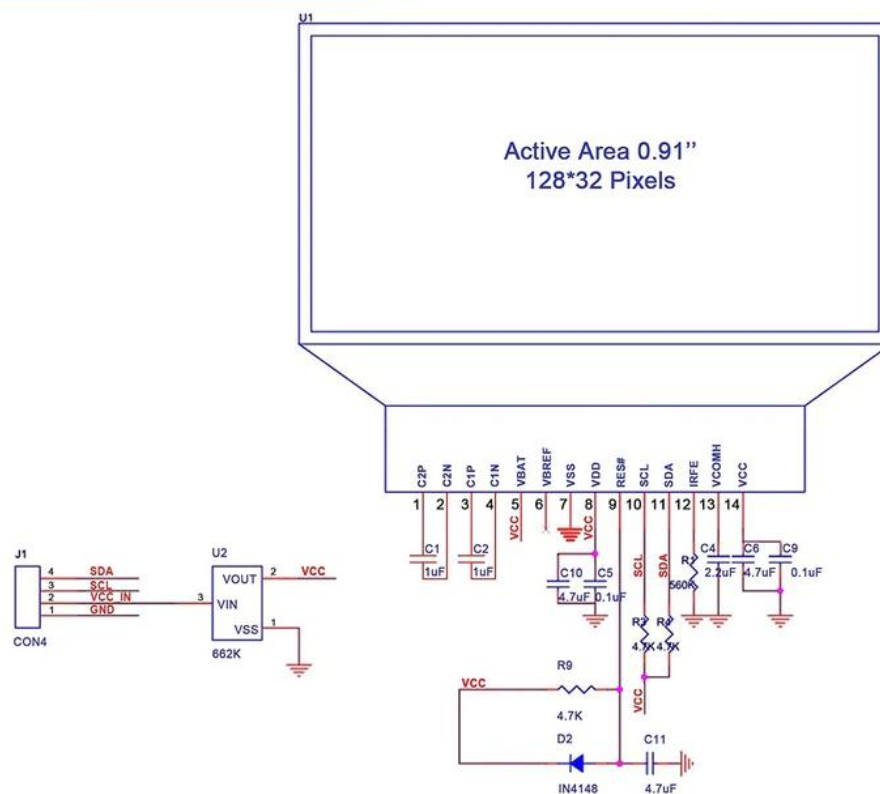 U1
Active Area 0.91’’
128*32 Pixels
C2P
C2N
C1P
C1N
VBAT
VBREF
VSS
VDD
RES#
SCL
SDA
IRFE
VCOMH
VCC
1 2 3 4 5 6 7 8 9 10 11 12 13 14
VCC
VCC
C1
1uF
C2
1uF
C10
4.7uF
C5
0.1uF
SCL
SDA
560K
C4
2.2uF
C6
4.7uF
C9
0.1uF
4.7K
4.7K
VCC
J1
4 SDA
3 SCL
2 VCC_IN
1 GND
CON4
U2
VOUT 2 VCC
3 VIN
VSS 1
662K
R9
VCC
4.7K
D2
IN4148
C11
4.7uF